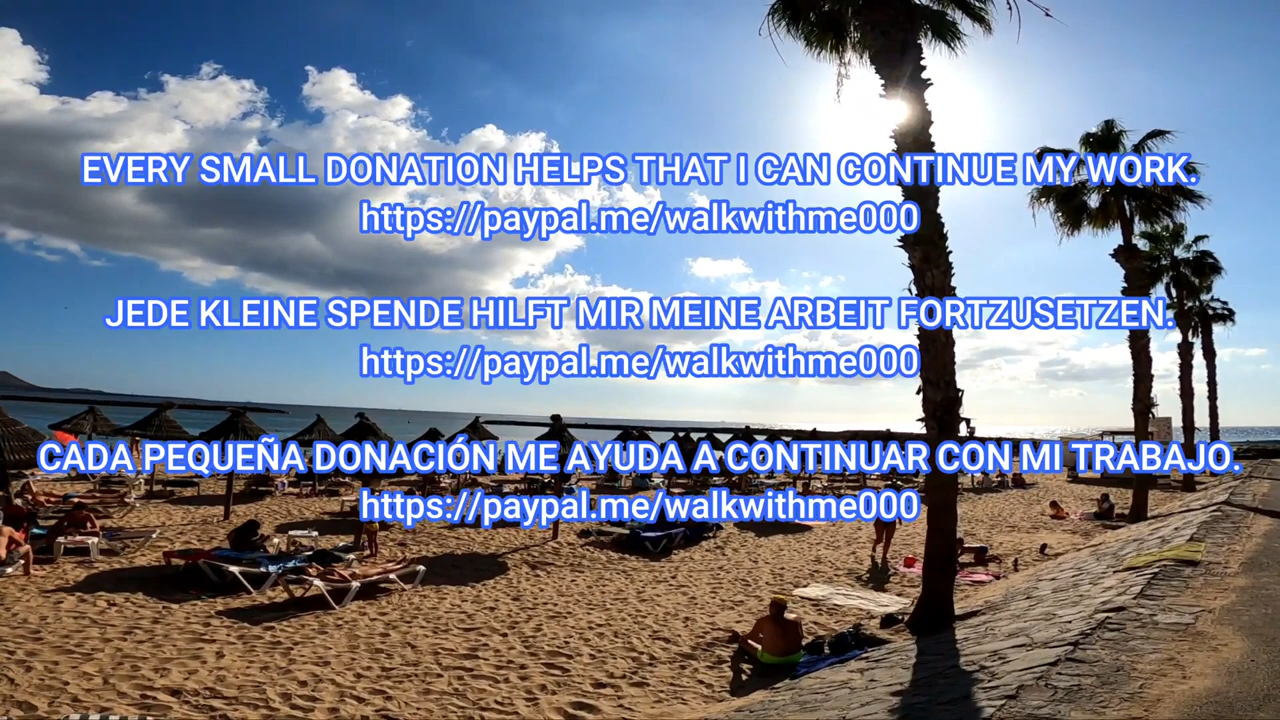 EVERY SMALL DONATION HELPS THAT I CAN CONTINUE MY WORK.
https://paypal.me/walkwithme000
JEDE KLEINE SPENDE HILFT MIR MEINE ARBEIT FORTZUSETZEN.
https://paypal.me/walkwithme000
CADA PEQUEÑA DONACIÓN ME AYUDA A CONTINUAR CON MI TRABAJO.
https://paypal.me/walkwithme000